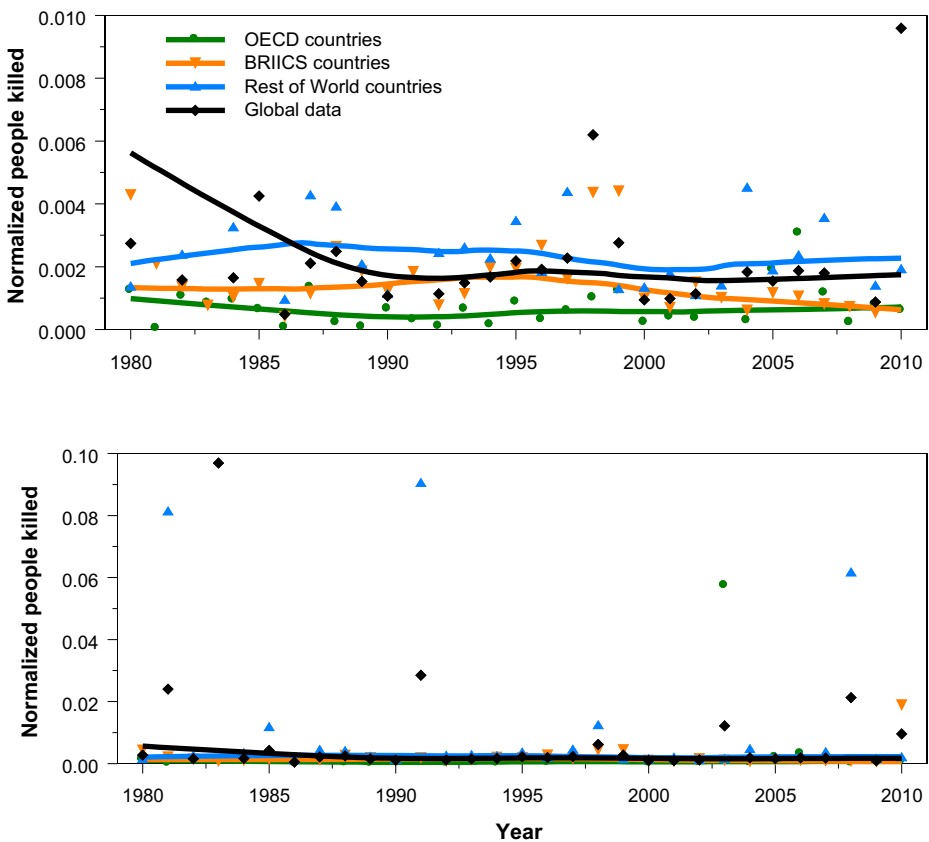 Normalized people killed
0.010
0.008
0.006
0.004
0.002
0.000
OECD countries
BRIICS countries
Rest of World countries
Global data
1980 1985 1990 1995 2000 2005 2010
Normalized people killed
0.10
0.08
0.06
0.04
0.02
0.00
1980 1985 1990 1995 2000 2005 2010
Year